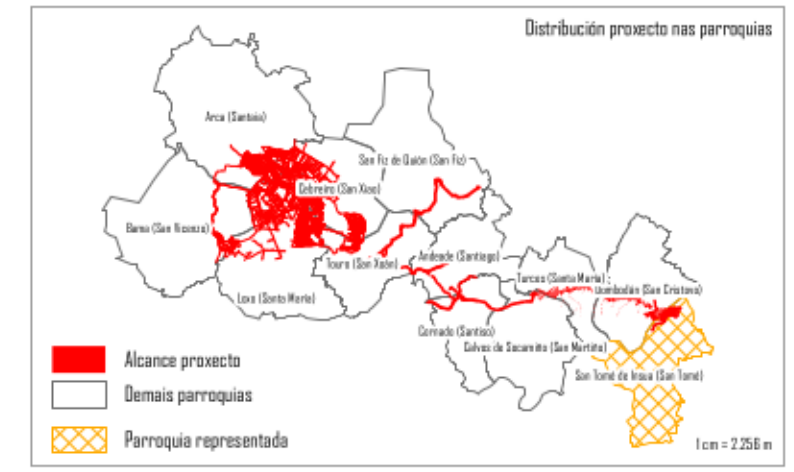 Distribución proxecto nas parroquias
Arca (Santaia)
San Fiz de Quión (San Fiz)
Cebreiro (San Xiao)
Bama (San Vicenzo)
Andeade (Santiago)
Touro (San Xoán)
Turces (Santa María)
Dombodán (San Cristovo)
Loxo (Santa María)
Cornado (Santiso)
Calvos de Socamiño (San Martiño)
San Tomé de Insua (San Tomé)
Alcance proxecto
Demais parroquias
Parroquia representada
1 cm = 2.256 m